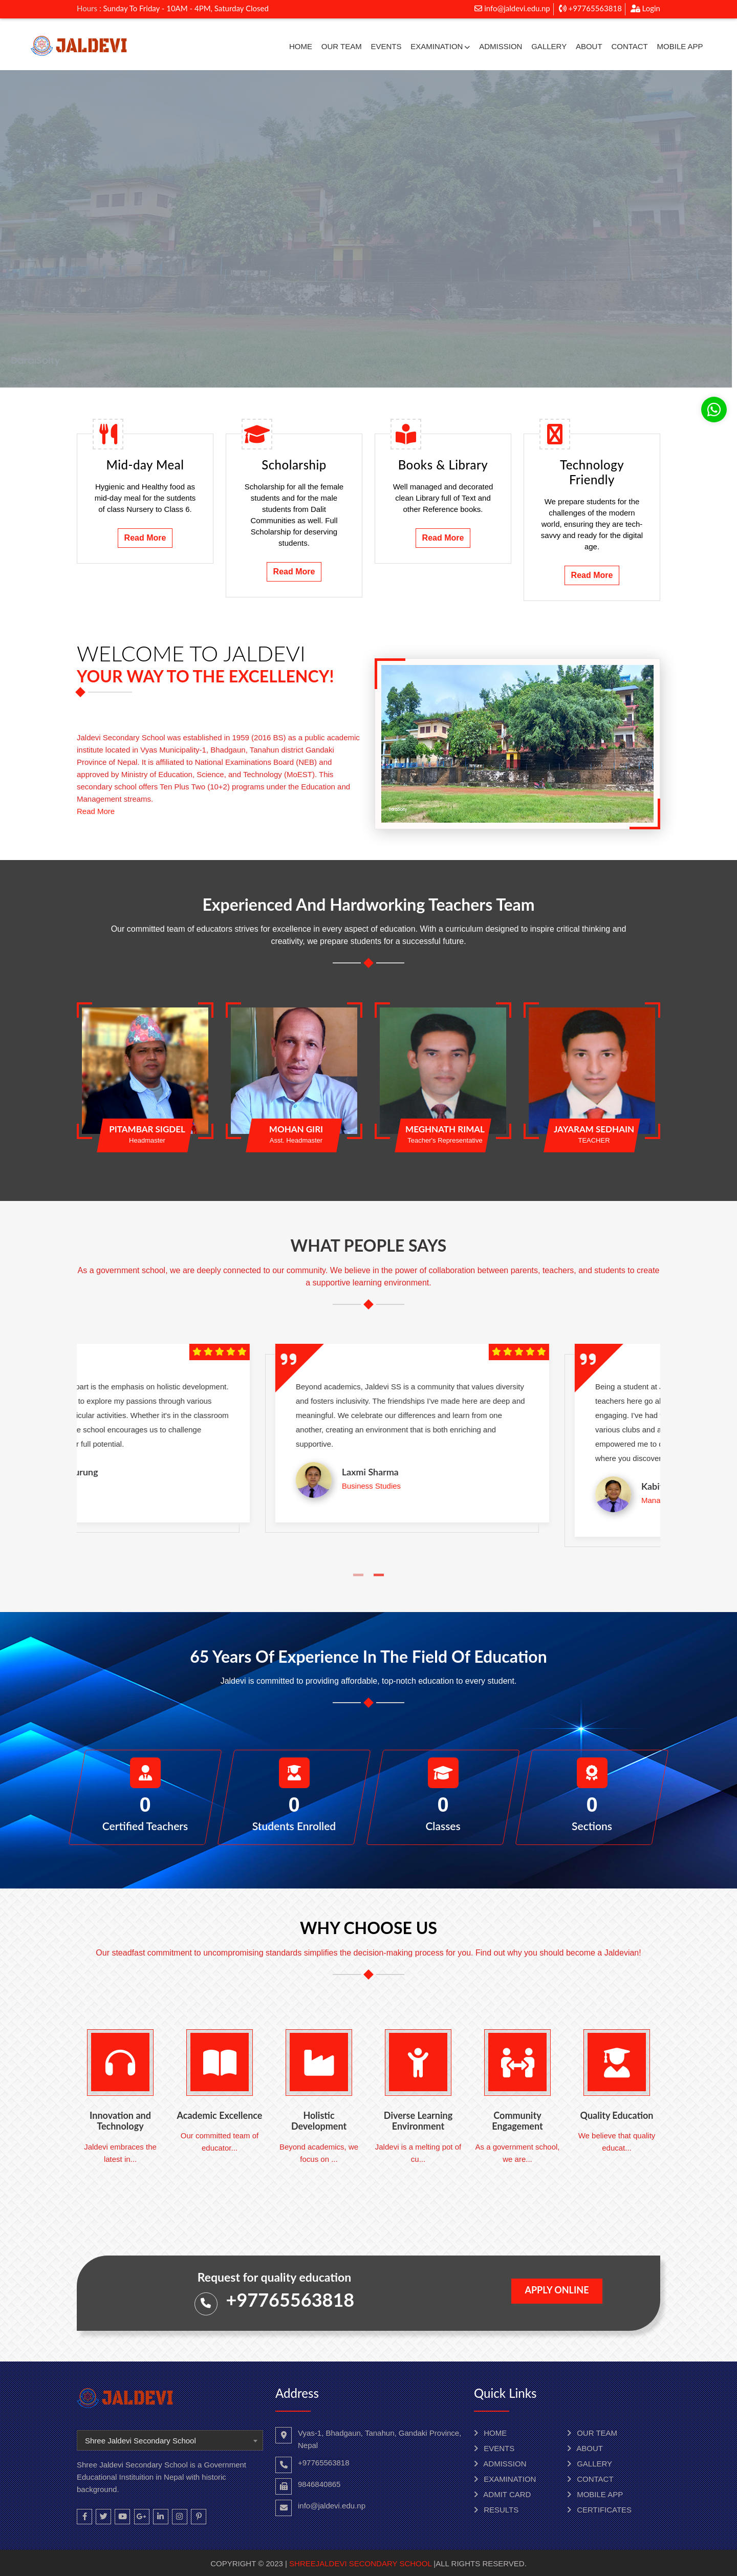 Hours : Sunday To Friday - 10AM - 4PM, Saturday Closed
info@jaldevi.edu.np
+97765563818
Login
JALDEVI
HOME
OUR TEAM
EVENTS
EXAMINATION
ADMISSION
GALLERY
ABOUT
CONTACT
MOBILE APP
Mid-day Meal
Hygienic and Healthy food as
mid-day meal for the sutdents
of class Nursery to Class 6.
Read More
Scholarship
Scholarship for all the female
students and for the male
students from Dalit
Communities as well. Full
Scholarship for deserving
students.
Read More
Books & Library
Well managed and decorated
clean Library full of Text and
other Reference books.
Read More
Technology
Friendly
We prepare students for the
challenges of the modern
world, ensuring they are tech-
savvy and ready for the digital
age.
Read More
WELCOME TO JALDEVI
YOUR WAY TO THE EXCELLENCY!
Jaldevi Secondary School was established in 1959 (2016 BS) as a public academic
institute located in Vyas Municipality-1, Bhadgaun, Tanahun district Gandaki
Province of Nepal. It is affiliated to National Examinations Board (NEB) and
approved by Ministry of Education, Science, and Technology (MoEST). This
secondary school offers Ten Plus Two (10+2) programs under the Education and
Management streams.
Read More
Experienced And Hardworking Teachers Team
Our committed team of educators strives for excellence in every aspect of education. With a curriculum designed to inspire critical thinking and
creativity, we prepare students for a successful future.
PITAMBAR SIGDEL
Headmaster
MOHAN GIRI
Asst. Headmaster
MEGHNATH RIMAL
Teacher's Representative
JAYARAM SEDHAIN
TEACHER
WHAT PEOPLE SAYS
As a government school, we are deeply connected to our community. We believe in the power of collaboration between parents, teachers, and students to create
a supportive learning environment.
part is the emphasis on holistic development.
to explore my passions through various
icular activities. Whether it's in the classroom
e school encourages us to challenge
r full potential.
urung
Beyond academics, Jaldevi SS is a community that values diversity
and fosters inclusivity. The friendships I've made here are deep and
meaningful. We celebrate our differences and learn from one
another, creating an environment that is both enriching and
supportive.
Laxmi Sharma
Business Studies
Being a student at
teachers here go al
engaging. I've had
various clubs and a
empowered me to
where you discover
Kabi
Mana
65 Years Of Experience In The Field Of Education
Jaldevi is committed to providing affordable, top-notch education to every student.
0
Certified Teachers
0
Students Enrolled
0
Classes
0
Sections
WHY CHOOSE US
Our steadfast commitment to uncompromising standards simplifies the decision-making process for you. Find out why you should become a Jaldevian!
Innovation and
Technology
Jaldevi embraces the
latest in...
Academic Excellence
Our committed team of
educator...
Holistic
Development
Beyond academics, we
focus on ...
Diverse Learning
Environment
Jaldevi is a melting pot of
cu...
Community
Engagement
As a government school,
we are...
Quality Education
We believe that quality
educat...
Request for quality education
+97765563818
APPLY ONLINE
JALDEVI
Shree Jaldevi Secondary School
Shree Jaldevi Secondary School is a Government
Educational Instituition in Nepal with historic
background.
Address
Vyas-1, Bhadgaun, Tanahun, Gandaki Province,
Nepal
+97765563818
9846840865
info@jaldevi.edu.np
Quick Links
HOME
OUR TEAM
EVENTS
ABOUT
ADMISSION
GALLERY
EXAMINATION
CONTACT
ADMIT CARD
MOBILE APP
RESULTS
CERTIFICATES
COPYRIGHT © 2023 | SHREEJALDEVI SECONDARY SCHOOL |ALL RIGHTS RESERVED.